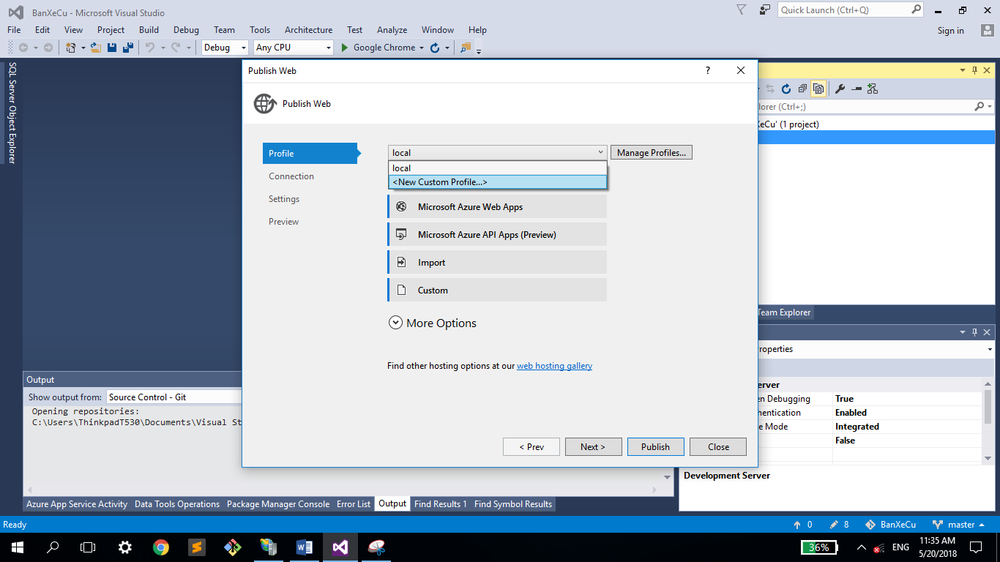 BanXeCu - Microsoft Visual Studio
Quick Launch (Ctrl+Q)
File Edit View Project Build Debug Team Tools Architecture Test Analyze Window Help
Sign in
Debug Any CPU Google Chrome
SQL Server Object Explorer
Publish Web
?
Publish Web
Profile
Connection
Settings
Preview
local
Manage Profiles...
local
<New Custom Profile...>
Microsoft Azure Web Apps
Microsoft Azure API Apps (Preview)
Import
Custom
More Options
Find other hosting options at our web hosting gallery
< Prev Next > Publish Close
lorer (Ctrl+;)
XeCu' (1 project)
Team Explorer
roperties
erver
en Debugging True
hentication Enabled
e Mode Integrated
False
Development Server
Output
Show output from: Source Control - Git
Opening repositories:
C:\Users\ThinkpadT530\Documents\Visual St
Azure App Service Activity Data Tools Operations Package Manager Console Error List Output Find Results 1 Find Symbol Results
Ready
0 8 BanXeCu master
36%
ENG
11:35 AM
5/20/2018